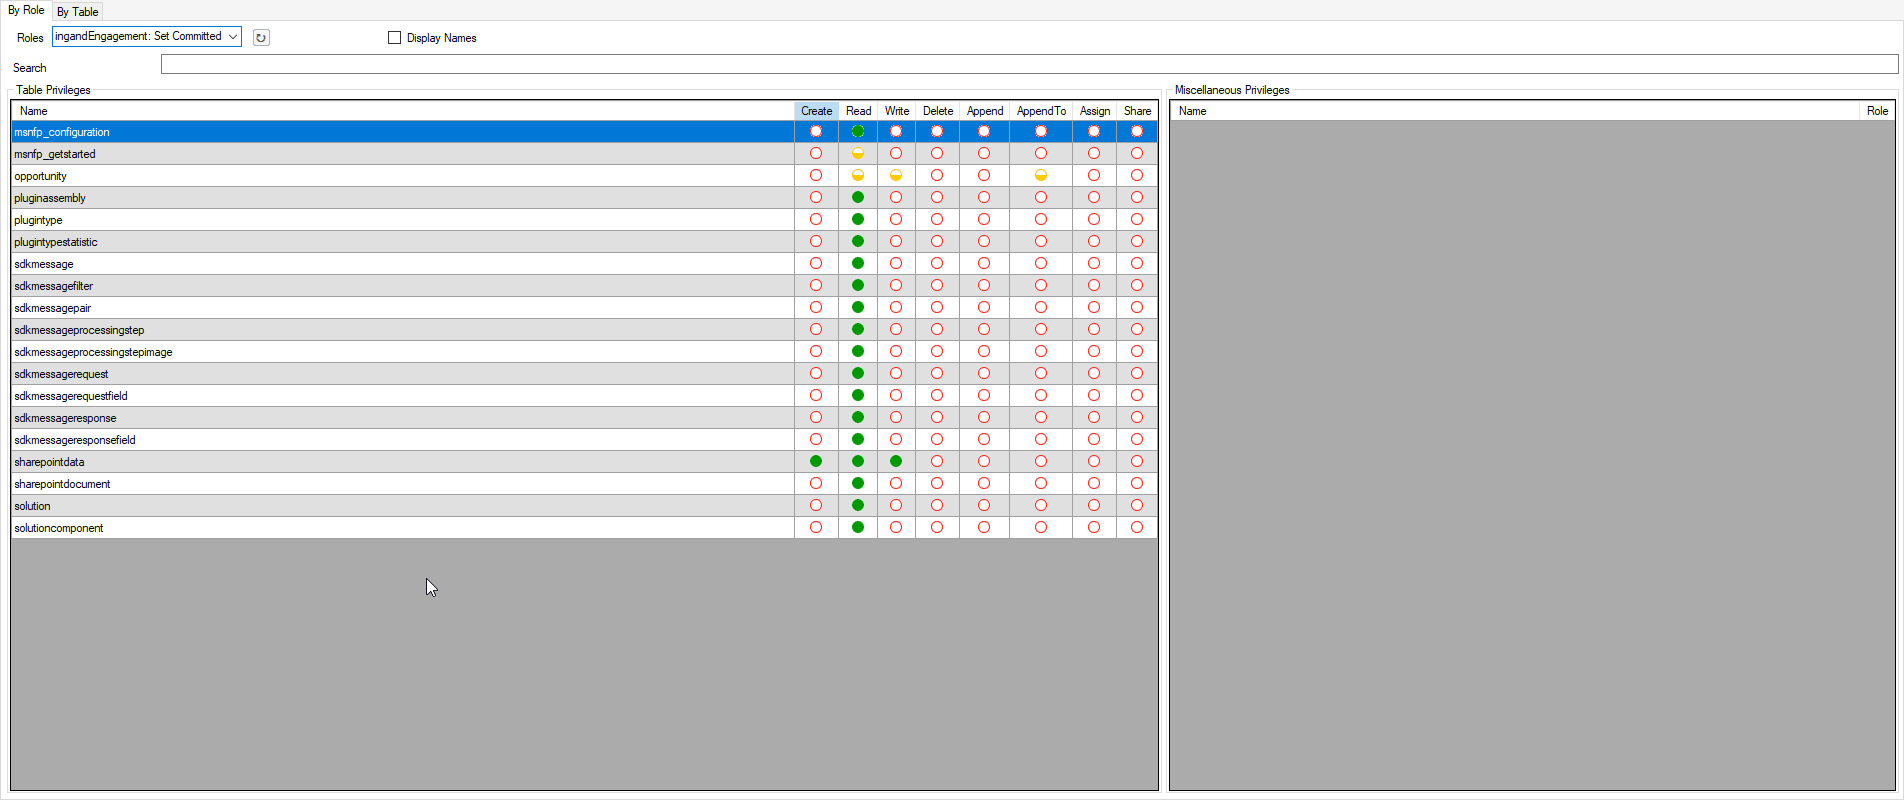 By Role By Table
Roles ingandEngagement: Set Committed ↻ Display Names
Search
Table Privileges Miscellaneous Privileges
Name Create Read Write Delete Append AppendTo Assign Share Name Role
msnfp_configuration
msnfp_getstarted
opportunity
pluginassembly
plugintype
plugintypestatistic
sdkmessage
sdkmessagefilter
sdkmessagepair
sdkmessageprocessingstep
sdkmessageprocessingstepimage
sdkmessagerequest
sdkmessagerequestfield
sdkmessageresponse
sdkmessageresponsefield
sharepointdata
sharepointdocument
solution
solutioncomponent